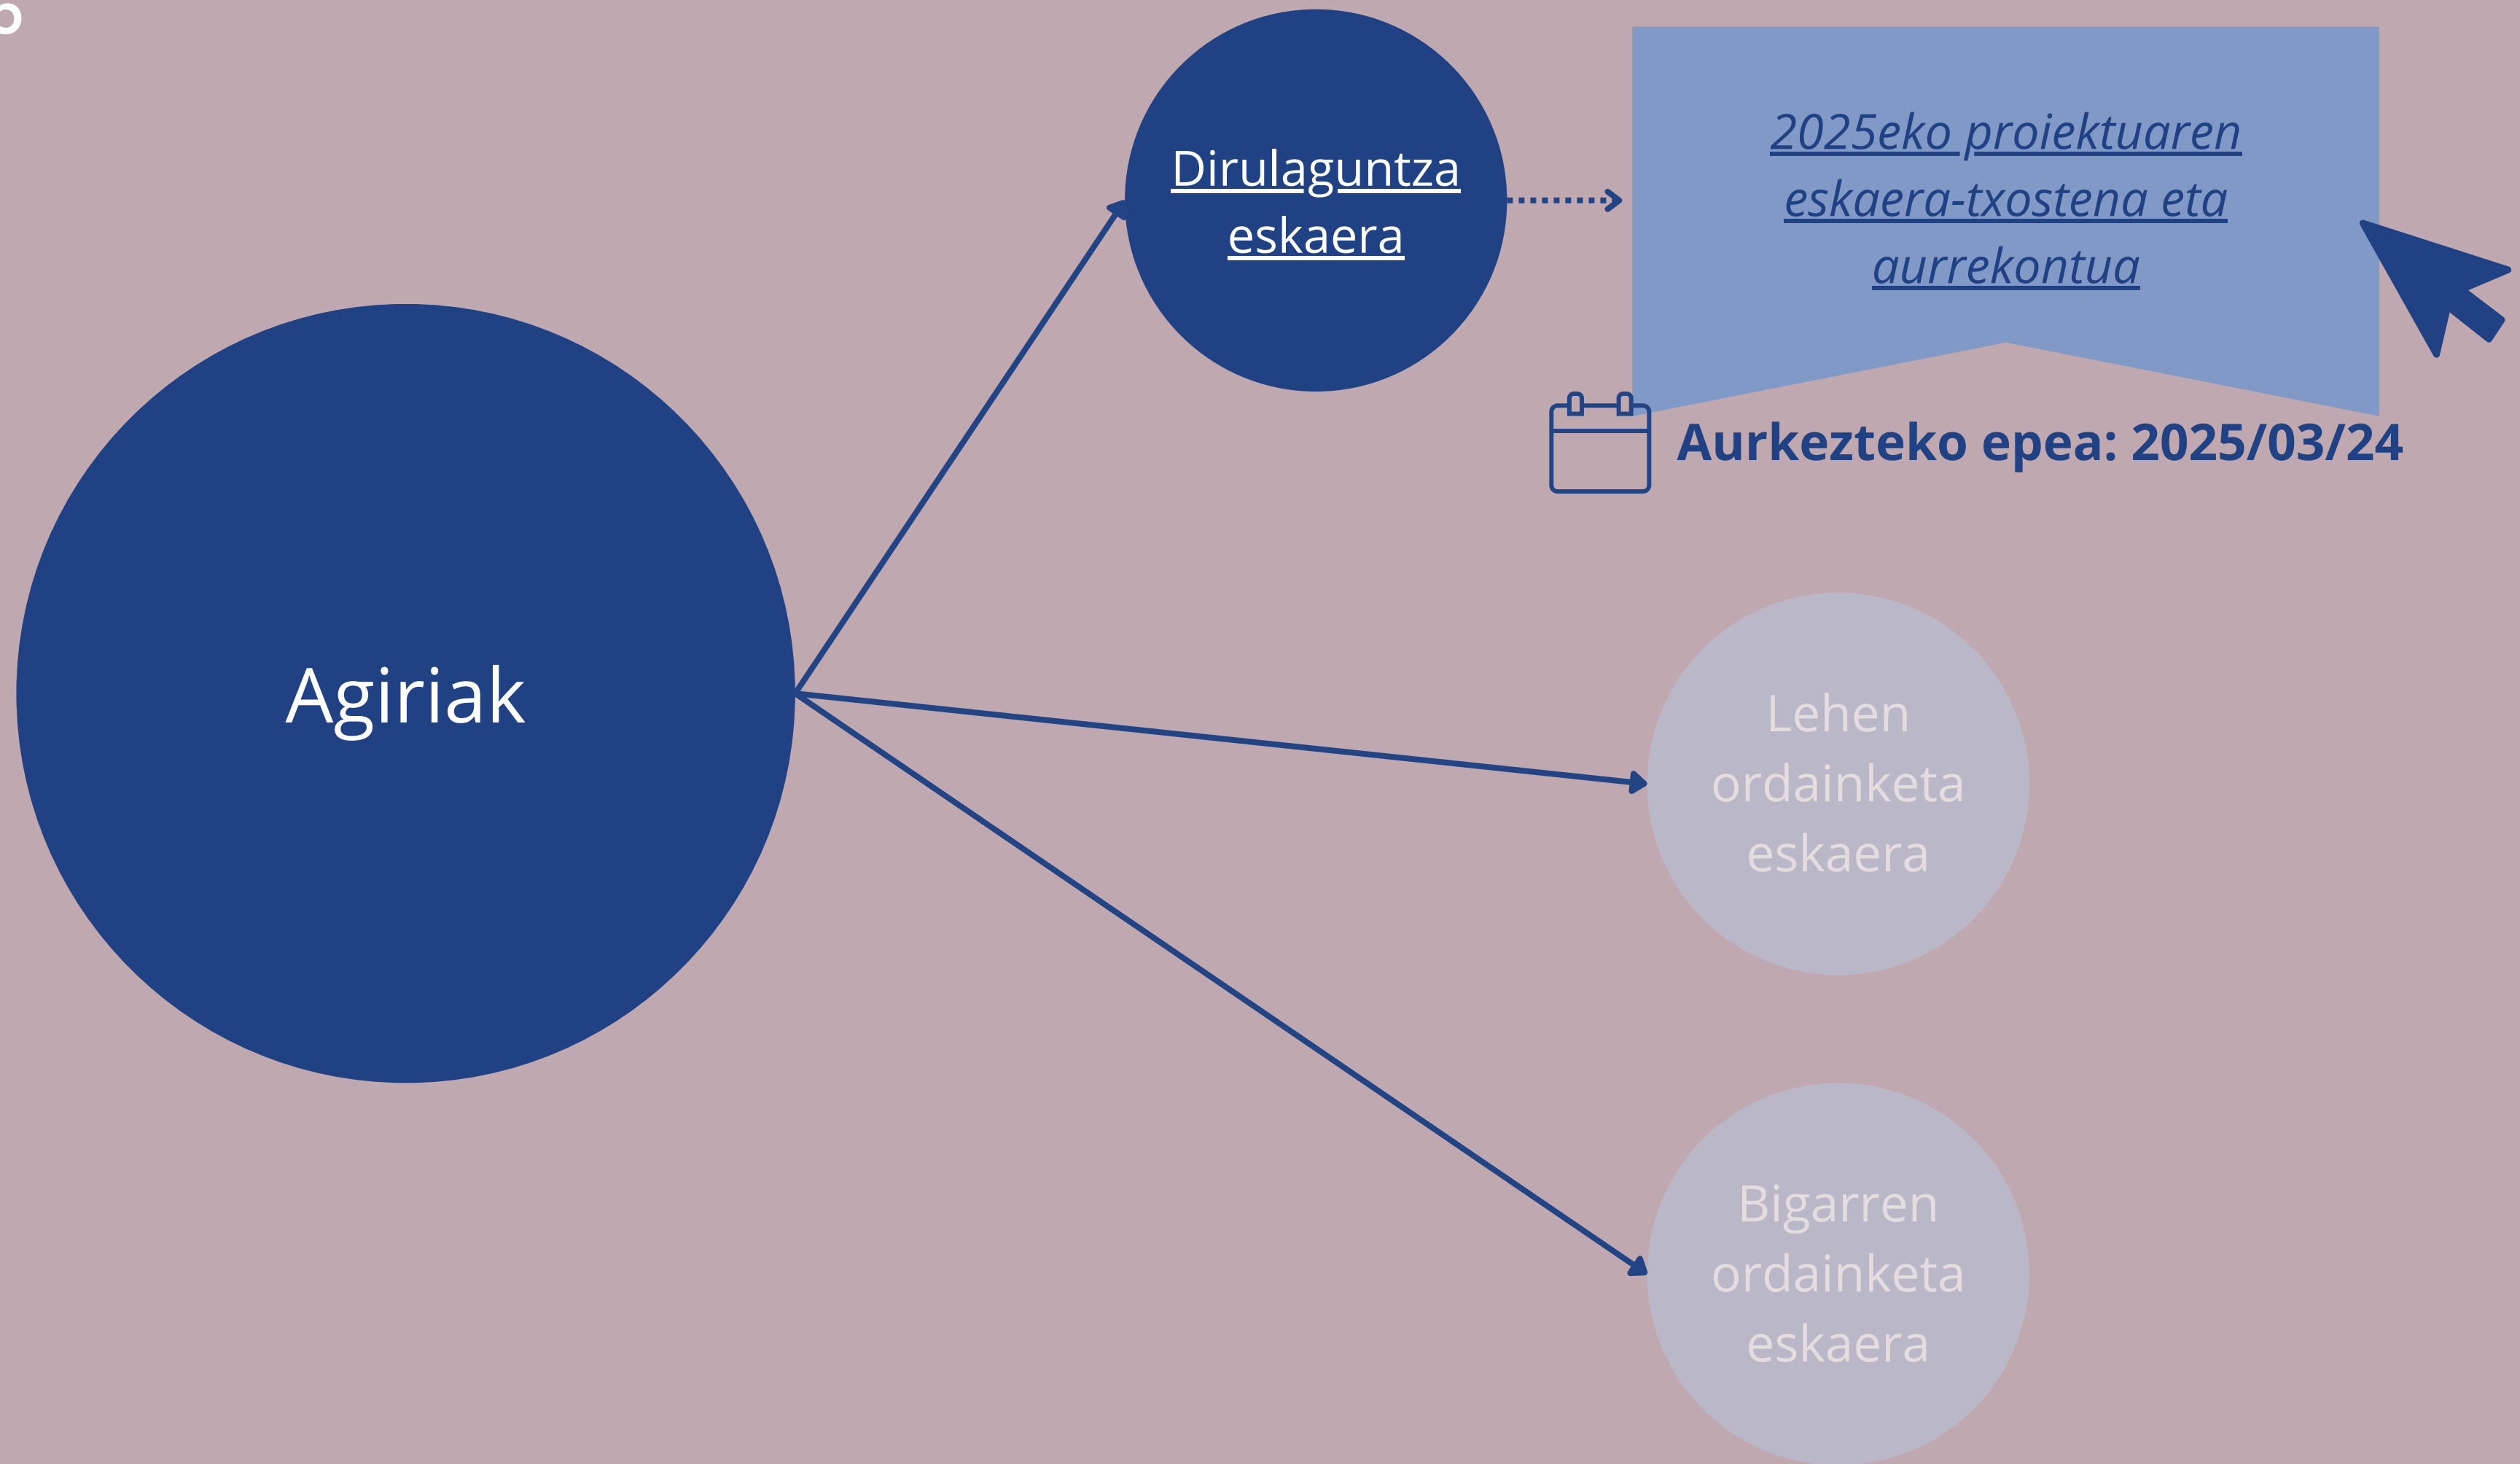 Dirulaguntza
eskaera
2025eko proiektuaren
eskaera-txostena eta
aurrekontua
Aurkezteko epea: 2025/03/24
Agiriak
Lehen
ordainketa
eskaera
Bigarren
ordainketa
eskaera